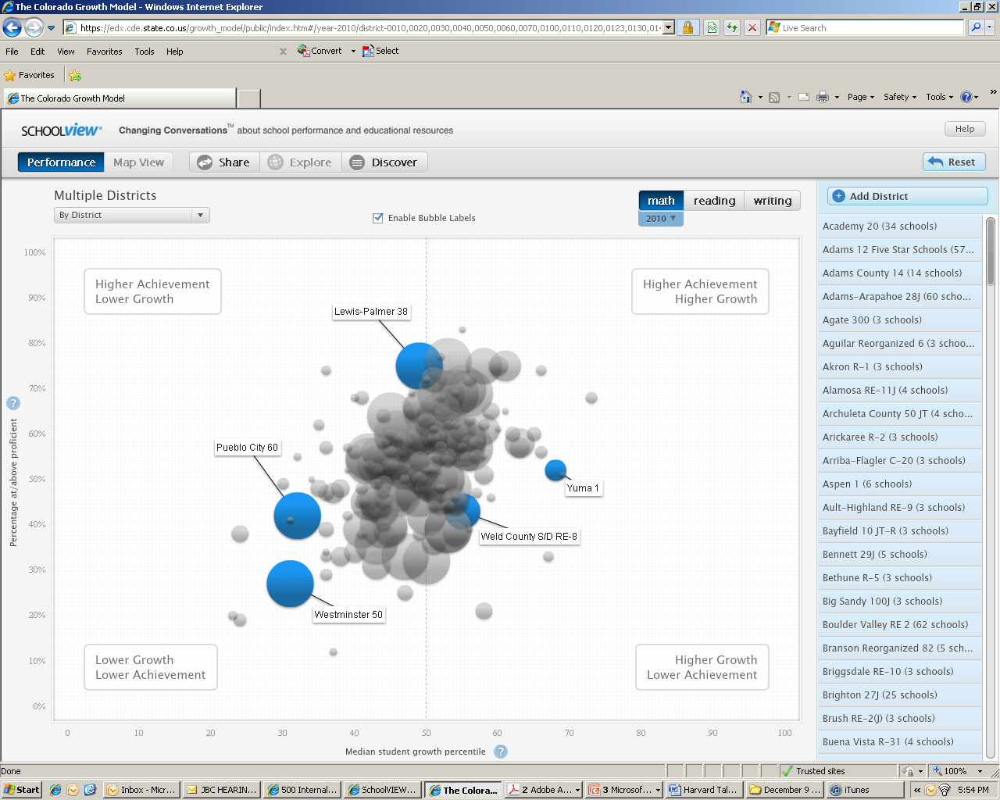 The Colorado Growth Model - Windows Internet Explorer
https://edx.cde.state.co.us/growth_model/public/index.htm#/year-2010/district-0010,0020,0030,0040,0050,0060,0070,0100,0110,0120,0123,0130,01
Live Search
File Edit View Favorites Tools Help
x Convert Select
Favorites
The Colorado Growth Model
Page Safety Tools »
SCHOOLVIEW® Changing Conversations™ about school performance and educational resources
Help
Performance Map View Share Explore Discover Reset
Multiple Districts
By District
Enable Bubble Labels
math reading writing
2010
Add District
Academy 20 (34 schools)
Adams 12 Five Star Schools (57...
Adams County 14 (14 schools)
Adams-Arapahoe 28J (60 scho...
Agate 300 (3 schools)
Aguilar Reorganized 6 (3 schoo...
Akron R-1 (3 schools)
Alamosa RE-11J (4 schools)
Archuleta County 50 JT (4 scho...
Arickaree R-2 (3 schools)
Arriba-Flagler C-20 (3 schools)
Aspen 1 (6 schools)
Ault-Highland RE-9 (3 schools)
Bayfield 10 JT-R (3 schools)
Bennett 29J (5 schools)
Bethune R-5 (3 schools)
Big Sandy 100J (3 schools)
Boulder Valley RE 2 (62 schools)
Branson Reorganized 82 (5 sch...
Briggsdale RE-10 (3 schools)
Brighton 27J (25 schools)
Brush RE-2(J) (3 schools)
Buena Vista R-31 (4 schools)
100%
90%
80%
70%
60%
50%
40%
30%
20%
10%
0%
Percentage at/above proficient
?
Higher Achievement
Lower Growth
Higher Achievement
Higher Growth
Lewis-Palmer 38
Pueblo City 60
Yuma 1
Weld County S/D RE-8
Westminster 50
Lower Growth
Lower Achievement
Higher Growth
Lower Achievement
0 10 20 30 40 50 60 70 80 90 100
Median student growth percentile ?
Done
Trusted sites
100%
Start
Inbox - Micr...
JBC HEARIN...
500 Internal...
SchoolVIEW...
The Colora...
2 Adobe A...
3 Microsof...
Harvard Tal...
December 9 ...
iTunes
5:54 PM